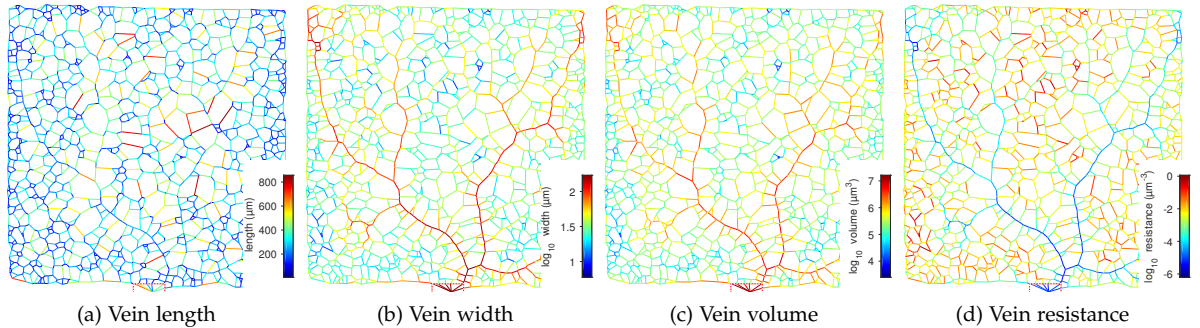 800
600
400
200
length (µm)
2
1.5
1
log10 width (µm)
7
6
5
4
log10 volume (µm³)
0
-2
-4
-6
log10 resistance (µm-3)
(a) Vein length
(b) Vein width
(c) Vein volume
(d) Vein resistance